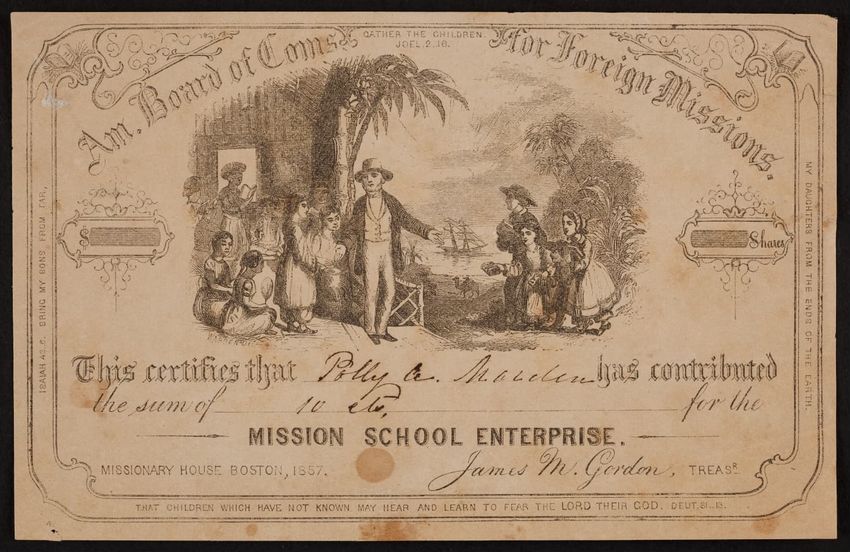 GATHER THE CHILDREN.
JOEL. 2. 16.
Am. Board of Coms. for Foreign Missions.
ISAIAH 43. 6. BRING MY SONS FROM FAR,
MY DAUGHTERS FROM THE ENDS OF THE EARTH.
$
Shares
This certifies that Polly A. has contributed
the sum of 10 cts. for the
MISSION SCHOOL ENTERPRISE.
MISSIONARY HOUSE BOSTON, 1857. James M. Gordon, TREASR.
THAT CHILDREN WHICH HAVE NOT KNOWN MAY HEAR AND LEARN TO FEAR THE LORD THEIR GOD. DEUT. 31. 13.